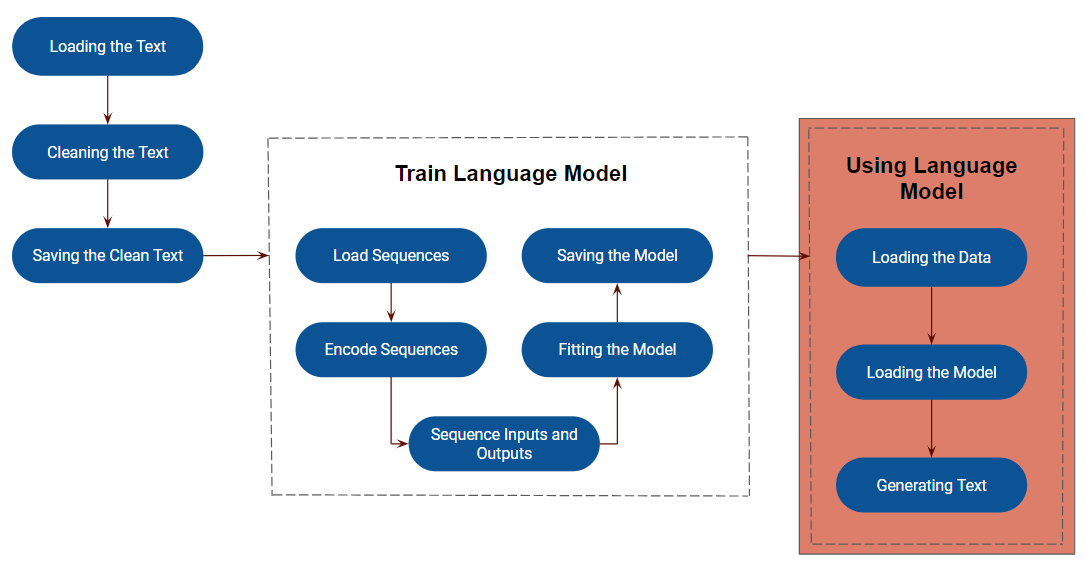 Loading the Text
Cleaning the Text
Saving the Clean Text
Train Language Model
Load Sequences
Encode Sequences
Sequence Inputs and
Outputs
Fitting the Model
Saving the Model
Using Language
Model
Loading the Data
Loading the Model
Generating Text